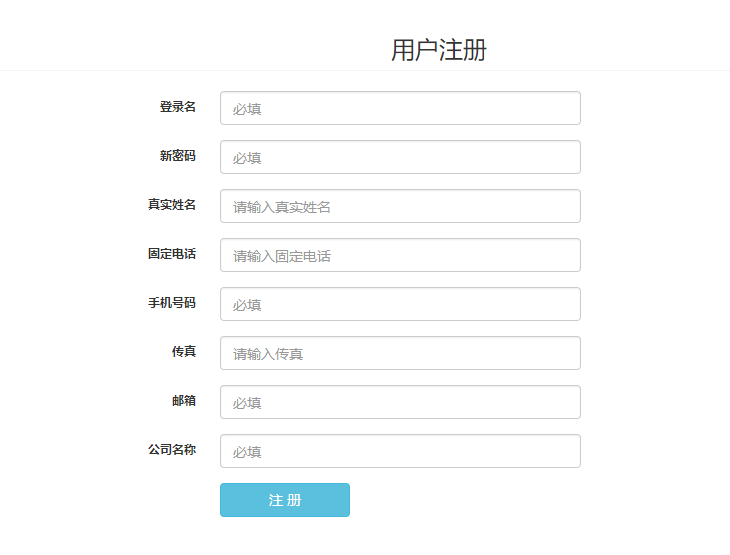 用户注册
登录名 必填
新密码 必填
真实姓名 请输入真实姓名
固定电话 请输入固定电话
手机号码 必填
传真 请输入传真
邮箱 必填
公司名称 必填
注 册